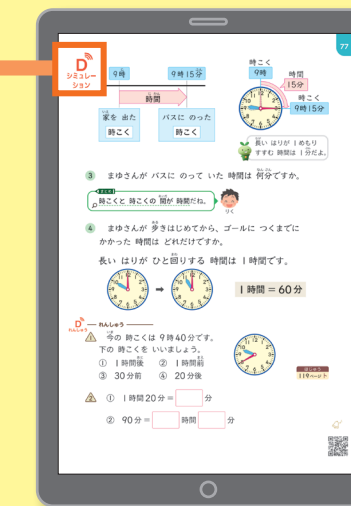 77
D
シミュレー
ション
9時
9時15分
時間
家を 出た
時こく
バスに のった
時こく
時こく
9時
時間
15分
時こく
9時15分
長い はりが 1めもり
すすむ 時間は 1分だよ。
3 まゆさんが バスに のって いた 時間は 何分ですか。
時こくと 時こくの 間が 時間だね。
りく
4 まゆさんが 歩きはじめてから、ゴールに つくまでに
かかった 時間は どれだけですか。
長い はりが ひと回りする 時間は 1時間です。
1時間=60分
D
れんしゅう
1 今の 時こくは 9時40分です。
下の 時こくを いいましょう。
① 1時間後 ② 1時間前
③ 30分前 ④ 20分後
ほじゅう
119ページ
2 ① 1時間20分= 分
② 90分= 時間 分